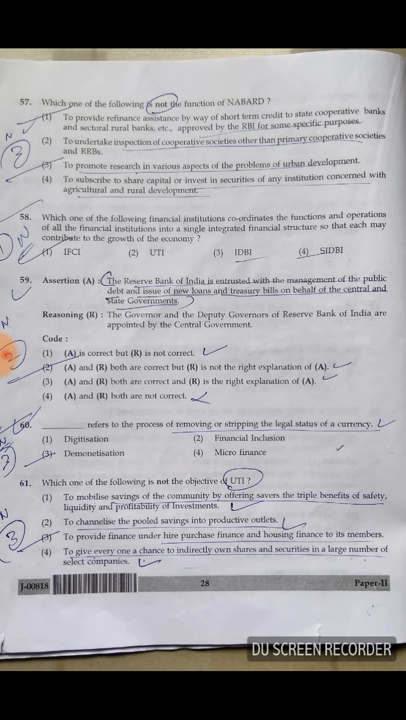 57. Which one of the following is not the function of NABARD ?
(1) To provide refinance assistance by way of short term credit to state cooperative banks
and sectoral rural banks, etc., approved by the RBI for some specific purposes.
(2) To undertake inspection of cooperative societies other than primary cooperative societies
and RRBs.
(3) To promote research in various aspects of the problems of urban development.
(4) To subscribe to share capital or invest in securities of any institution concerned with
agricultural and rural development.
58. Which one of the following financial institutions co-ordinates the functions and operations
of all the financial institutions into a single integrated financial structure so that each may
contribute to the growth of the economy ?
(1) IFCI (2) UTI (3) IDBI (4) SIDBI
59. Assertion (A) : The Reserve Bank of India is entrusted with the management of the public
debt and issue of new loans and treasury bills on behalf of the central and
State Governments.
Reasoning (R) : The Governor and the Deputy Governors of Reserve Bank of India are
appointed by the Central Government.
Code :
(1) (A) is correct but (R) is not correct.
(2) (A) and (R) both are correct but (R) is not the right explanation of (A).
(3) (A) and (R) both are correct and (R) is the right explanation of (A).
(4) (A) and (R) both are not correct.
60. ________ refers to the process of removing or stripping the legal status of a currency.
(1) Digitisation (2) Financial Inclusion
(3) Demonetisation (4) Micro finance
61. Which one of the following is not the objective of UTI ?
(1) To mobilise savings of the community by offering savers the triple benefits of safety,
liquidity and profitability of Investments.
(2) To channelise the pooled savings into productive outlets.
(3) To provide finance under hire purchase finance and housing finance to its members.
(4) To give every one a chance to indirectly own shares and securities in a large number of
select companies.
J-00818 28 Paper-II
DU SCREEN RECORDER